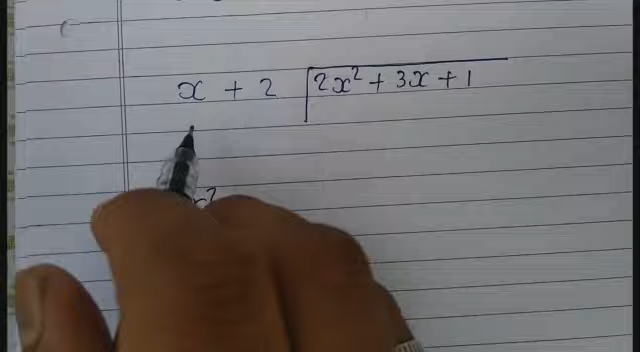 x + 2 2x² + 3x + 1